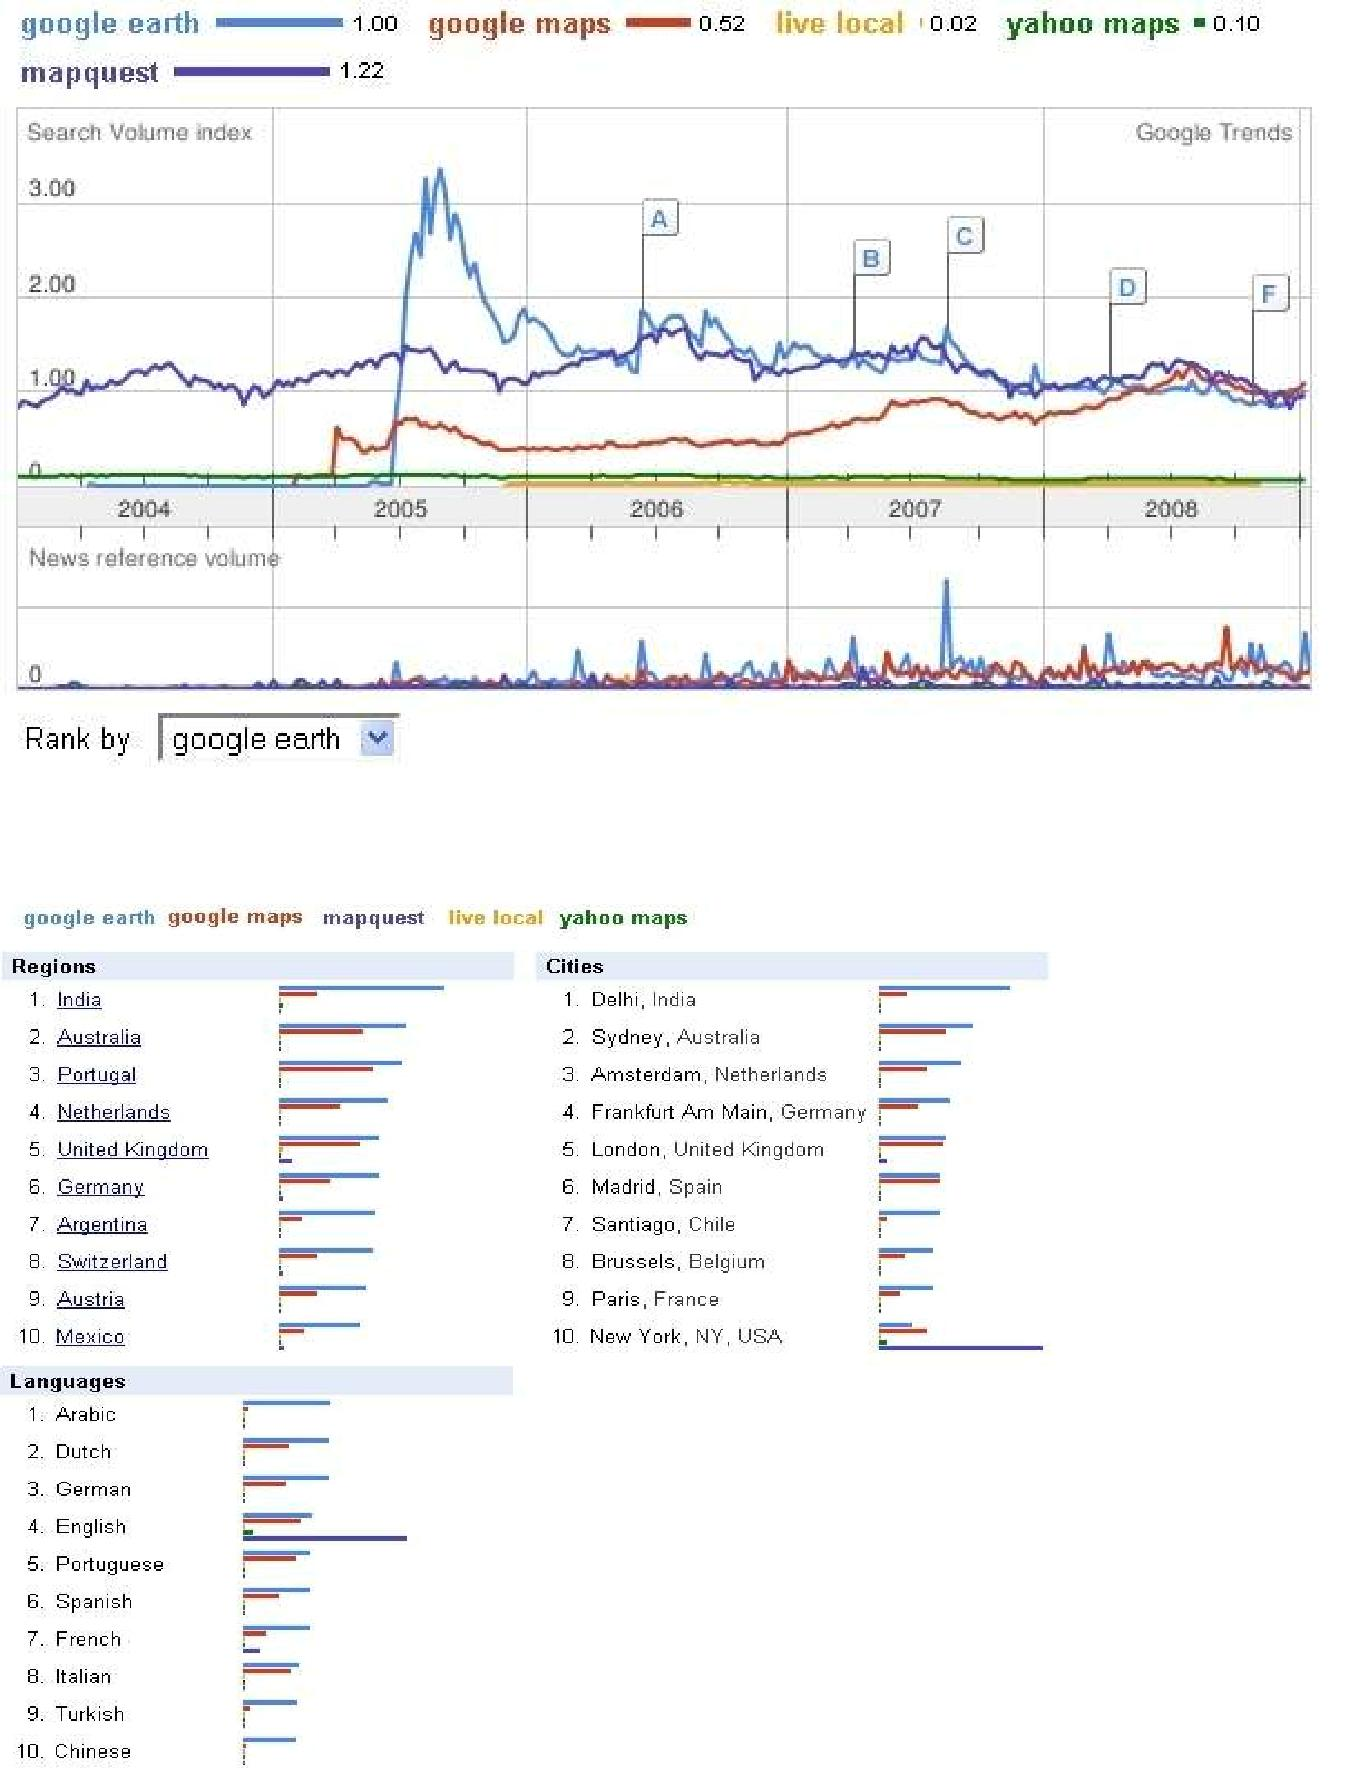 google earth 1.00 google maps 0.52 live local 0.02 yahoo maps 0.10
mapquest 1.22
Search Volume index Google Trends
3.00
A
C
B
2.00
D
F
1.00
0
2004 2005 2006 2007 2008
News reference volume
0
Rank by google earth
google earth google maps mapquest live local yahoo maps
Regions
1. India
2. Australia
3. Portugal
4. Netherlands
5. United Kingdom
6. Germany
7. Argentina
8. Switzerland
9. Austria
10. Mexico
Cities
1. Delhi, India
2. Sydney, Australia
3. Amsterdam, Netherlands
4. Frankfurt Am Main, Germany
5. London, United Kingdom
6. Madrid, Spain
7. Santiago, Chile
8. Brussels, Belgium
9. Paris, France
10. New York, NY, USA
Languages
1. Arabic
2. Dutch
3. German
4. English
5. Portuguese
6. Spanish
7. French
8. Italian
9. Turkish
10. Chinese